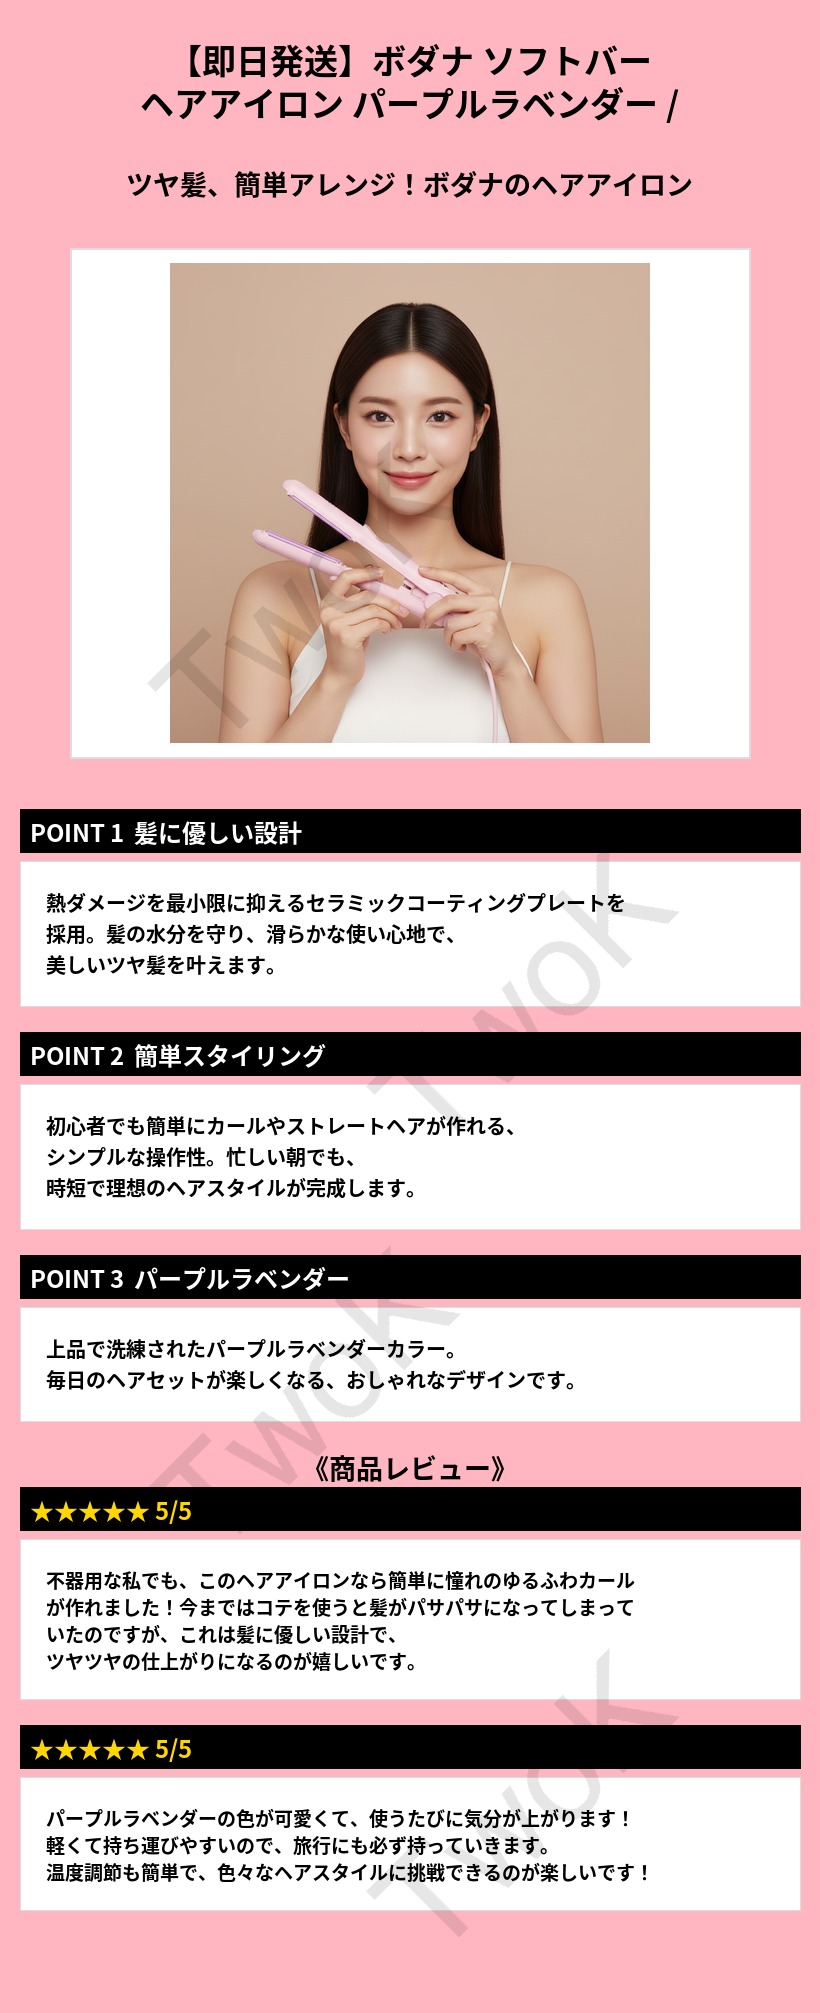 【即日発送】ボダナ ソフトバー
ヘアアイロン パープルラベンダー /
ツヤ髪、簡単アレンジ！ボダナのヘアアイロン
Twok
POINT 1 髪に優しい設計
熱ダメージを最小限に抑えるセラミックコーティングプレートを
採用。髪の水分を守り、滑らかな使い心地で、
美しいツヤ髪を叶えます。
Twok
POINT 2 簡単スタイリング
初心者でも簡単にカールやストレートヘアが作れる、
シンプルな操作性。忙しい朝でも、
時短で理想のヘアスタイルが完成します。
POINT 3 パープルラベンダー
上品で洗練されたパープルラベンダーカラー。
毎日のヘアセットが楽しくなる、おしゃれなデザインです。
Twok
《商品レビュー》
★★★★★ 5/5
不器用な私でも、このヘアアイロンなら簡単に憧れのゆるふわカール
が作れました！今まではコテを使うと髪がパサパサになってしまって
いたのですが、これは髪に優しい設計で、
ツヤツヤの仕上がりになるのが嬉しいです。
★★★★★ 5/5
パープルラベンダーの色が可愛くて、使うたびに気分が上がります！
軽くて持ち運びやすいので、旅行にも必ず持っていきます。
温度調節も簡単で、色々なヘアスタイルに挑戦できるのが楽しいです！
Twok